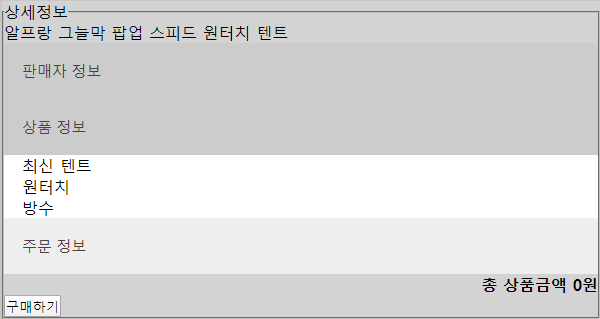 상세정보
알프랑 그늘막 팝업 스피드 원터치 텐트
판매자 정보
상품 정보
최신 텐트
원터치
방수
주문 정보
총 상품금액 0원
구매하기